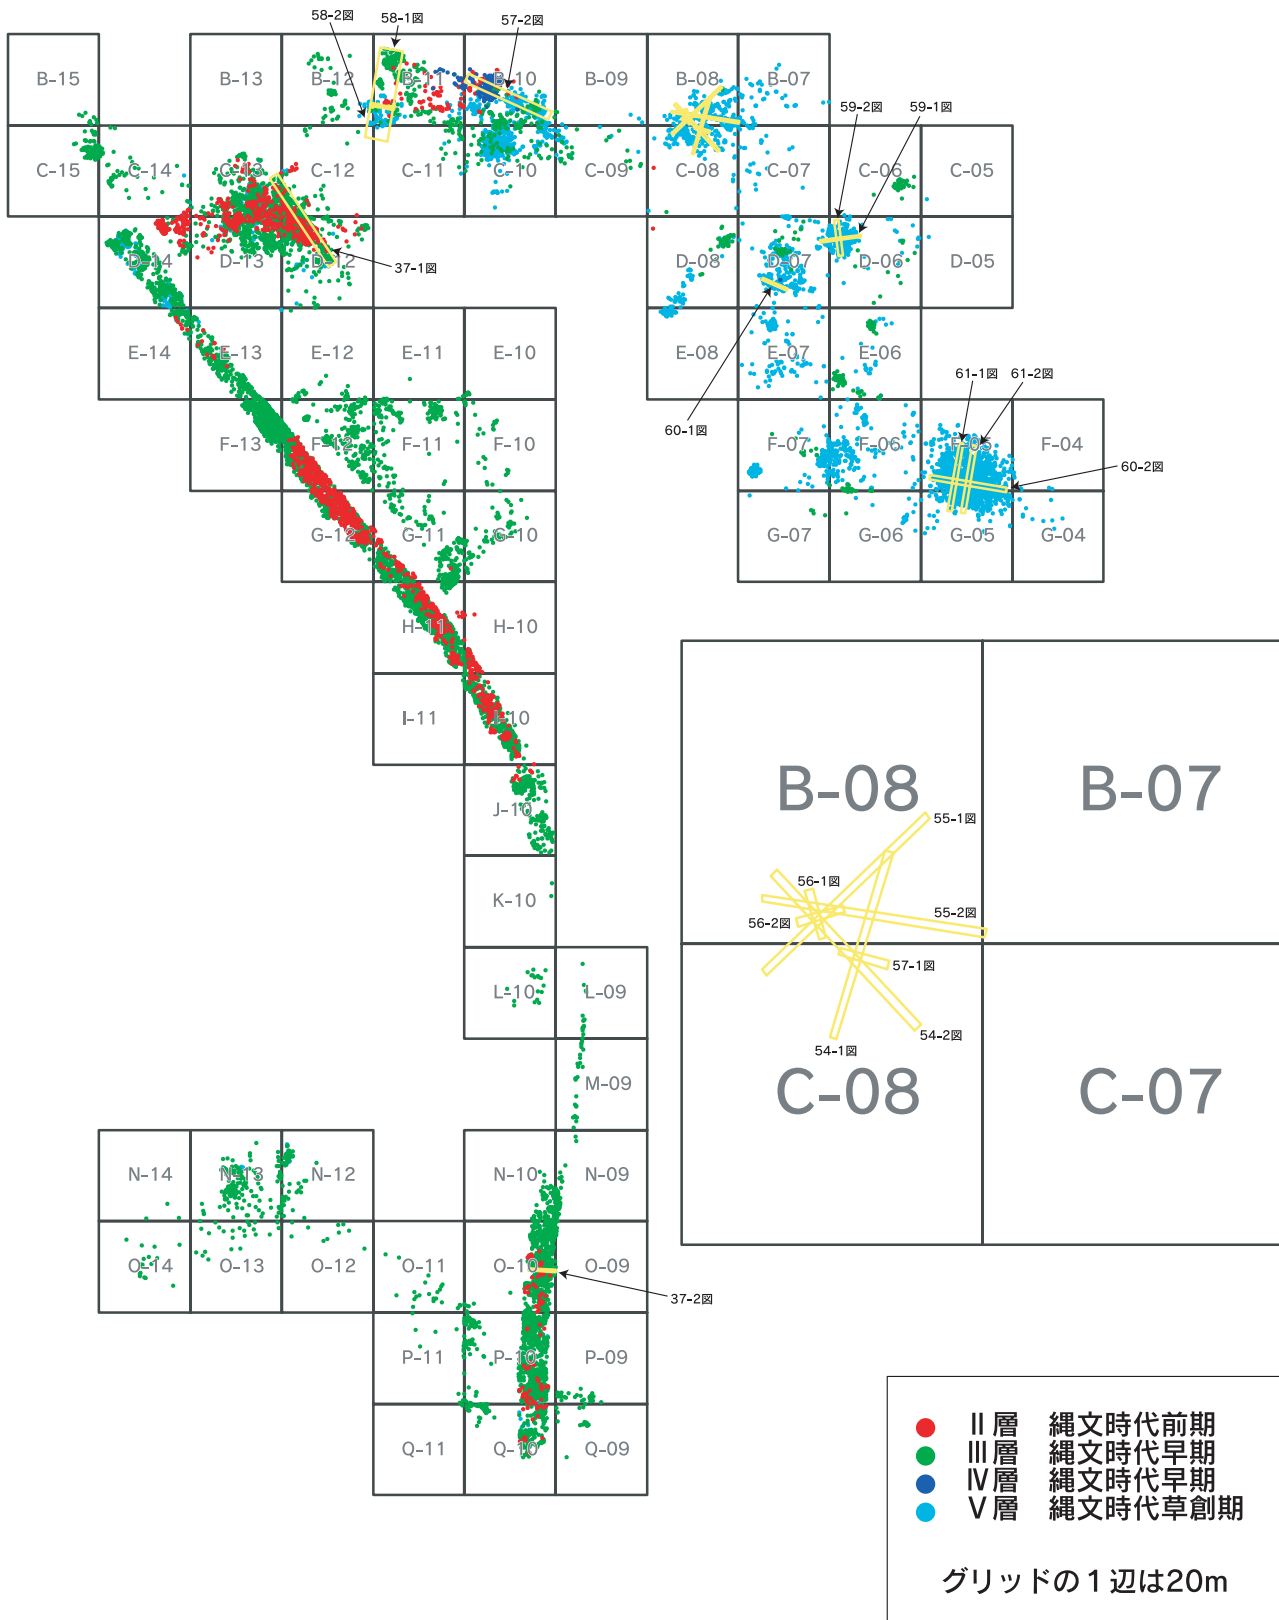 58-2図
58-1図
57-2図
B-15
B-13
B-12
B-11
B-10
B-09
B-08
B-07
59-2図
59-1図
C-15
C-14
C-13
C-12
C-11
C-10
C-09
C-08
C-07
C-06
C-05
D-14
D-13
D-12
37-1図
D-08
D-07
D-06
D-05
60-1図
E-14
E-13
E-12
E-11
E-10
E-08
E-07
E-06
61-1図
61-2図
F-13
F-12
F-11
F-10
F-07
F-06
F-05
F-04
60-2図
G-12
G-11
G-10
G-07
G-06
G-05
G-04
H-11
H-10
I-11
I-10
J-10
K-10
L-10
L-09
M-09
B-08
B-07
55-1図
56-1図
56-2図
55-2図
57-1図
54-2図
54-1図
C-08
C-07
N-14
N-13
N-12
N-10
N-09
O-14
O-13
O-12
O-11
O-10
O-09
37-2図
P-11
P-10
P-09
Q-11
Q-10
Q-09
Ⅱ層 縄文時代前期
Ⅲ層 縄文時代早期
Ⅳ層 縄文時代早期
Ⅴ層 縄文時代草創期
グリッドの1辺は20m